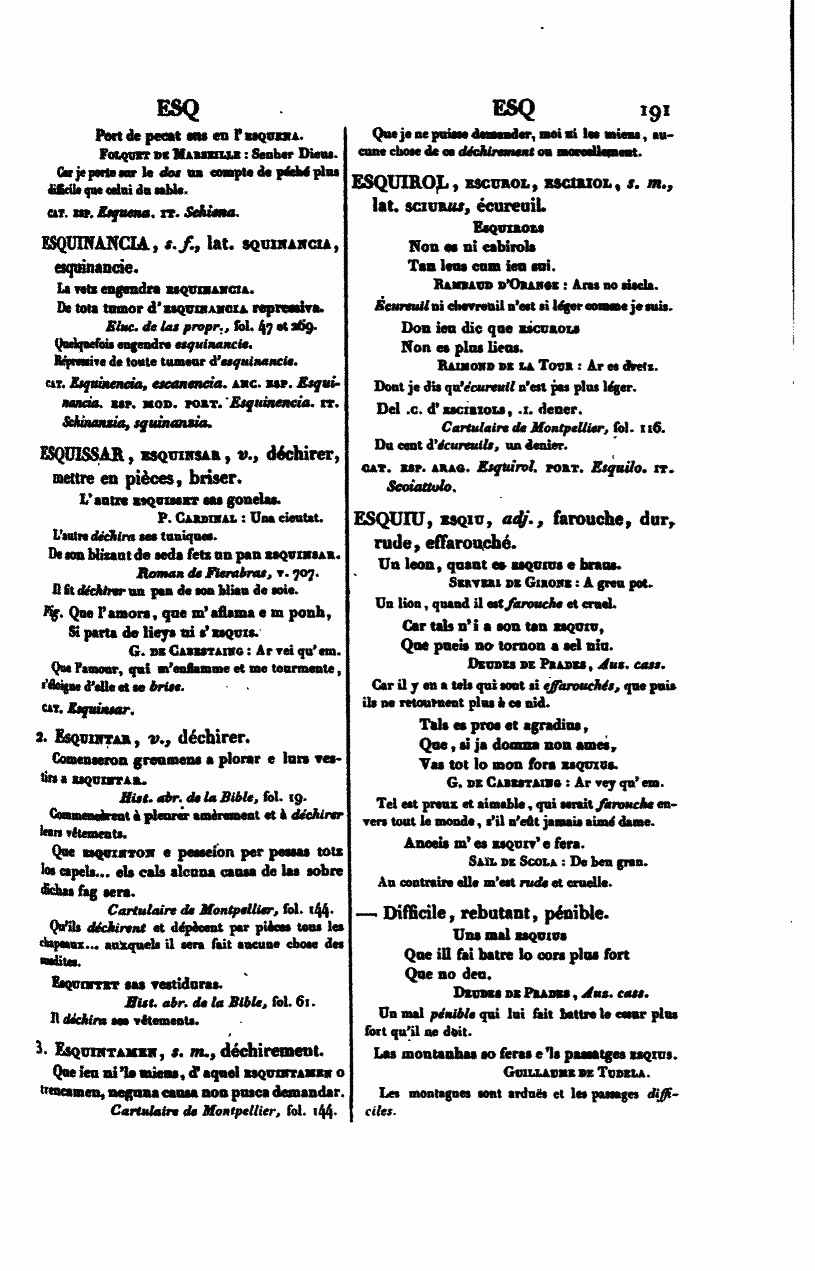 ESQ
Port de pecat sus en l'ESQUENA.
FOLQUET DE MARSEILLE : Senher Dieus.
Car je porte sur le dos un compte de péché plus
difficile que celui du sable.
CAT. ESP. Esquena. IT. Schiena.
ESQUINANCIA, s. f., lat. SQUINANCIA,
esquinancie.
La vetz engendra ESQUINANCIA.
De tota tumor d'ESQUINANCIA repressiva.
Eluc. de las propr., fol. 47 et 269.
Quelquefois engendre esquinancie.
Répressive de toute tumeur d'esquinancie.
CAT. Esquinencia, escanencia. ANC. ESP. Esqui-
nancia. ESP. MOD. PORT. Esquinencia. IT.
Schinanzia, squinanzia.
ESQUISSAR, ESQUINSAR, v., déchirer,
mettre en pièces, briser.
L'autre ESQUISSET sas gonelas.
P. CARDINAL : Una cieutat.
L'autre déchira ses tuniques.
De son blizaut de seda fetz un pan ESQUINSAR.
Roman de Fierabras, v. 707.
Il fit déchirer un pan de son bliau de soie.
Fig. Que l'amors, que m'aflama e m ponh,
Si parta de lieys ni s'ESQUIS.
G. DE CABESTAING : Ar vei qu'em.
Que l'amour, qui m'enflamme et me tourmente,
s'éloigne d'elle et se brise.
CAT. Esquinsar.
2. ESQUINTAR, v., déchirer.
Comenseron greumens a plorar e lurs ves-
tirs a ESQUINTAR.
Hist. abr. de la Bible, fol. 19.
Commencèrent à pleurer amèrement et à déchirer
leurs vêtements.
Que ESQUINTON e pesseion per pessas totz
los capels... els cals alcuna causa de las sobre
dichas fag sera.
Cartulaire de Montpellier, fol. 144.
Qu'ils déchirent et dépècent par pièces tous les
chapeaux... auxquels il sera fait aucune chose des
susdites.
ESQUINTET sas vestiduras.
Hist. abr. de la Bible, fol. 61.
Il déchira ses vêtements.
3. ESQUINTAMEN, s. m., déchirement.
Que ieu ni'ls miens, d'aquel ESQUINTAMEN o
trencamen, neguna causa non pusca demandar.
Cartulaire de Montpellier, fol. 144.
ESQ 191
Que je ne puisse demander, moi ni les miens, au-
cune chose de ce déchirement ou morcellement.
ESQUIROL, ESCUROL, ESCIRIOL, s. m.,
lat. SCIURUS, écureuil.
ESQUIROLS
Non es ni cabirols
Tan leus cum ieu sui.
RAMBAUD D'ORANGE : Aras no siscla.
Écureuil ni chevreuil n'est si léger comme je suis.
Don ieu dic que ESCUROLS
Non es plus lieus.
RAIMOND DE LA TOUR : Ar es dretz.
Dont je dis qu'écureuil n'est pas plus léger.
Del .C. d'ESCIRIOLS, .I. dener.
Cartulaire de Montpellier, fol. 116.
Du cent d'écureuils, un denier.
CAT. ESP. ARAG. Esquirol. PORT. Esquilo. IT.
Scoiattolo.
ESQUIU, ESQIU, adj., farouche, dur,
rude, effarouché.
Un leon, quant es ESQUIUS e braus.
SERVERI DE GIRONE : A greu pot.
Un lion, quand il est farouche et cruel.
Car tals n'i a son tan ESQUIU,
Que pueis no tornon a sel niu.
DEUDES DE PRADES, Aus. cass.
Car il y en a tels qui sont si effarouchés, que puis
ils ne retournent plus à ce nid.
Tals es pros et agradius,
Que, si ja domna non ames,
Vas tot lo mon fora ESQUIUS.
G. DE CABESTAING : Ar vey qu'em.
Tel est preux et aimable, qui serait farouche en-
vers tout le monde, s'il n'eût jamais aimé dame.
Anceis m'es ESQUIV'e fera.
SAIL DE SCOLA : De ben gran.
Au contraire elle m'est rude et cruelle.
— Difficile, rebutant, pénible.
Uns mal ESQUIUS
Que ill fai batre lo cors plus fort
Que no deu.
DEUDES DE PRADES, Aus. cass.
Un mal pénible qui lui fait battre le cœur plus
fort qu'il ne doit.
Las montanhas so feras e'ls passatges ESQIUS.
GUILLAUME DE TUDELA.
Les montagnes sont arduës et les passages diffi-
ciles.